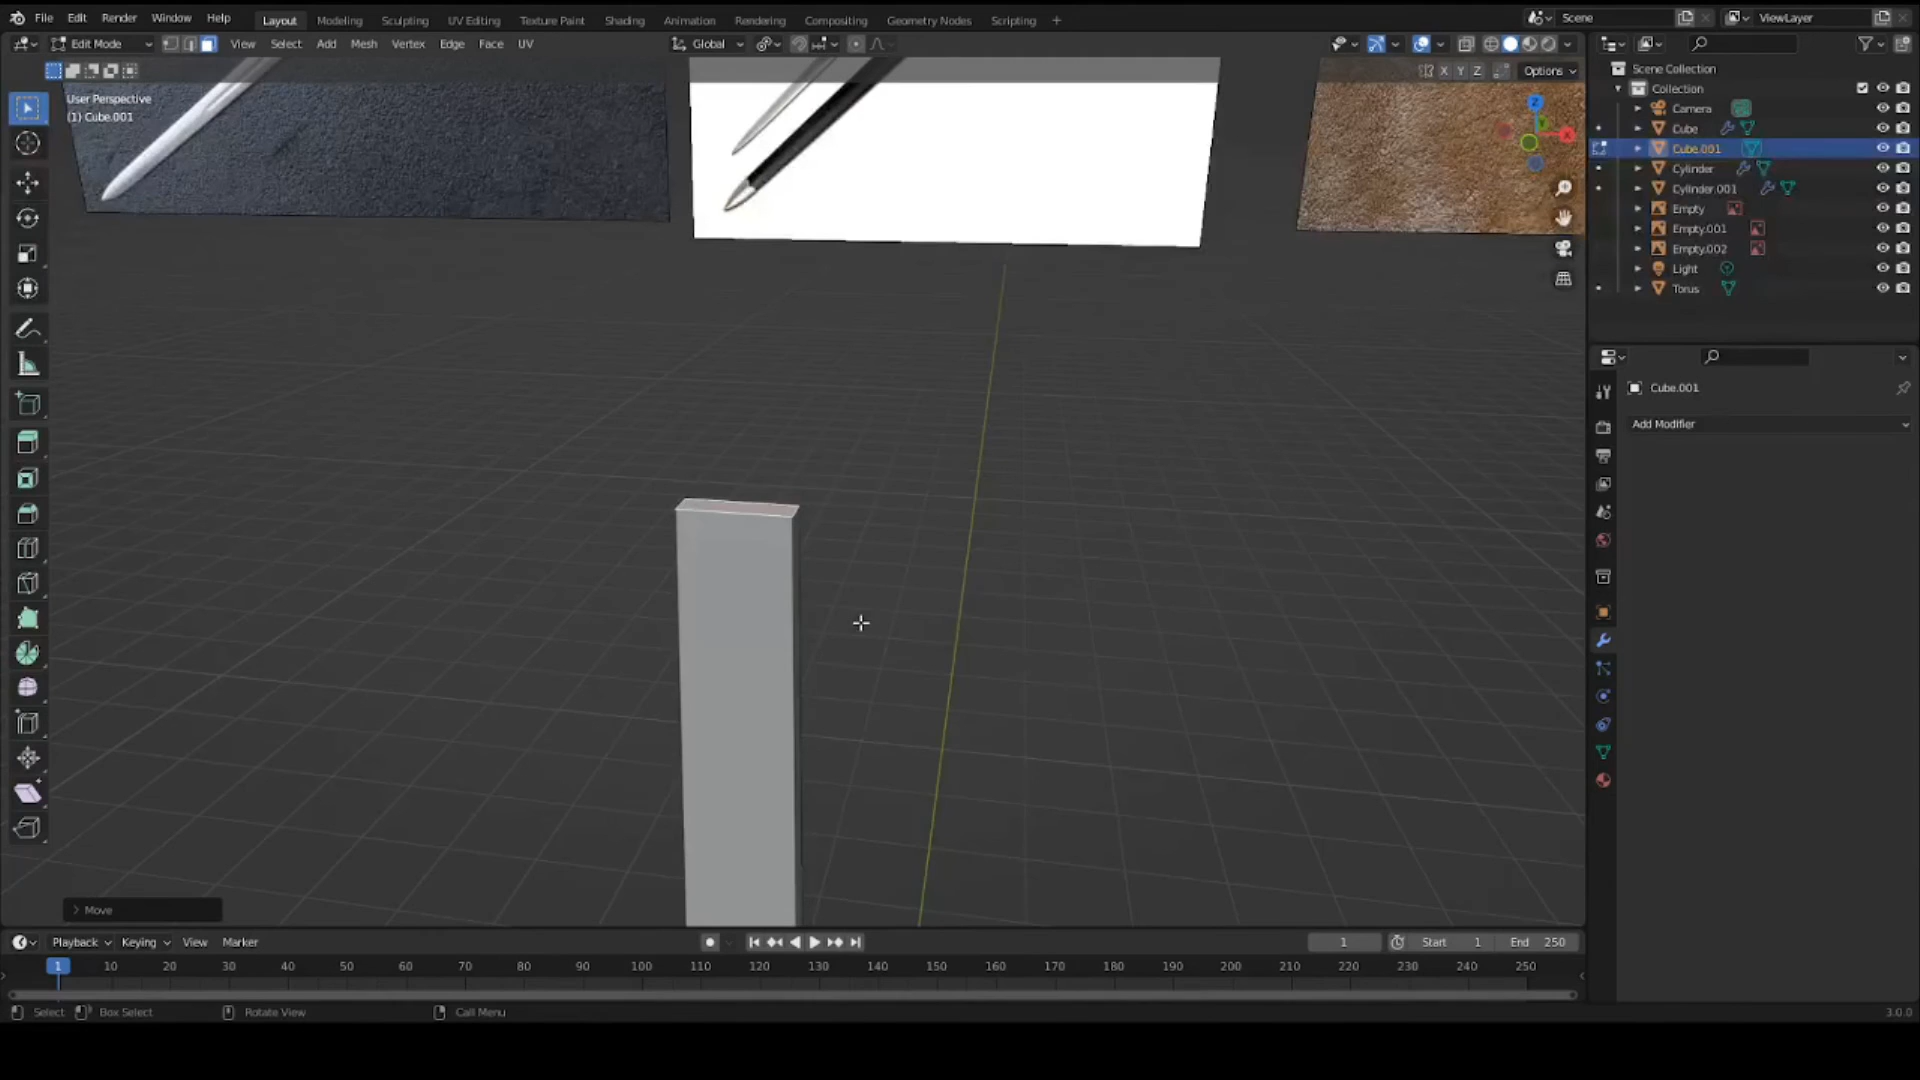 File Edit Render Window Help Layout Modeling Sculpting UV Editing Texture Paint Shading Animation Rendering Compositing Geometry Nodes Scripting + Scene ViewLayer
Edit Mode View Select Add Mesh Vertex Edge Face UV Global
X Y Z Options
User Perspective
(1) Cube.001
Z
Y
X
Scene Collection
Collection
Camera
Cube
Cube.001
Cylinder
Cylinder.001
Empty
Empty.001
Empty.002
Light
Torus
Cube.001
Add Modifier
> Move
Playback Keying View Marker 1 Start 1 End 250
1 10 20 30 40 50 60 70 80 90 100 110 120 130 140 150 160 170 180 190 200 210 220 230 240 250
Select Box Select Rotate View Call Menu 3.0.0